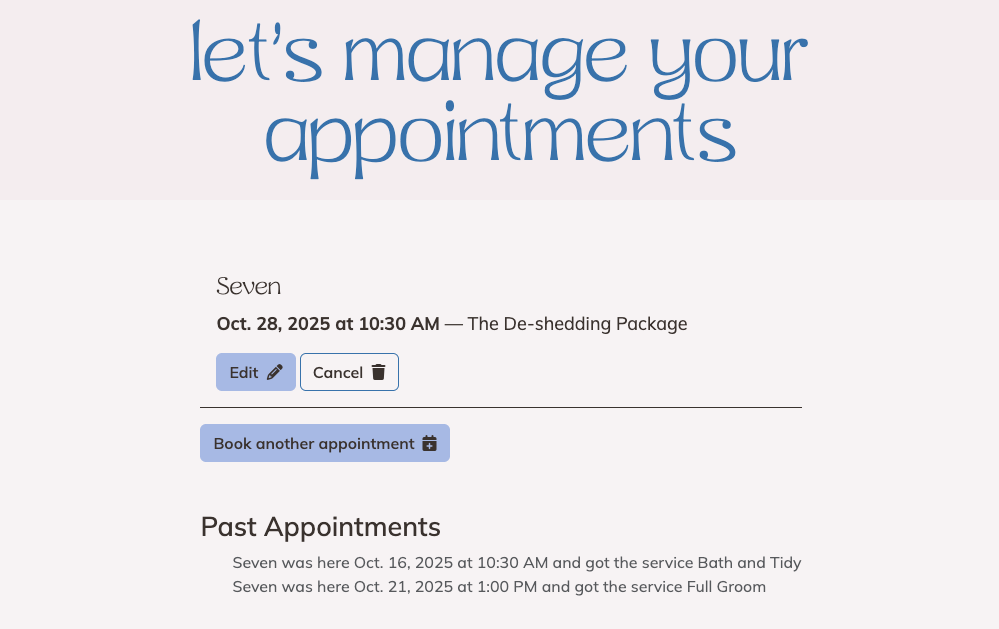 let's manage your
appointments
Seven
Oct. 28, 2025 at 10:30 AM — The De-shedding Package
Edit
Cancel
Book another appointment
Past Appointments
Seven was here Oct. 16, 2025 at 10:30 AM and got the service Bath and Tidy
Seven was here Oct. 21, 2025 at 1:00 PM and got the service Full Groom